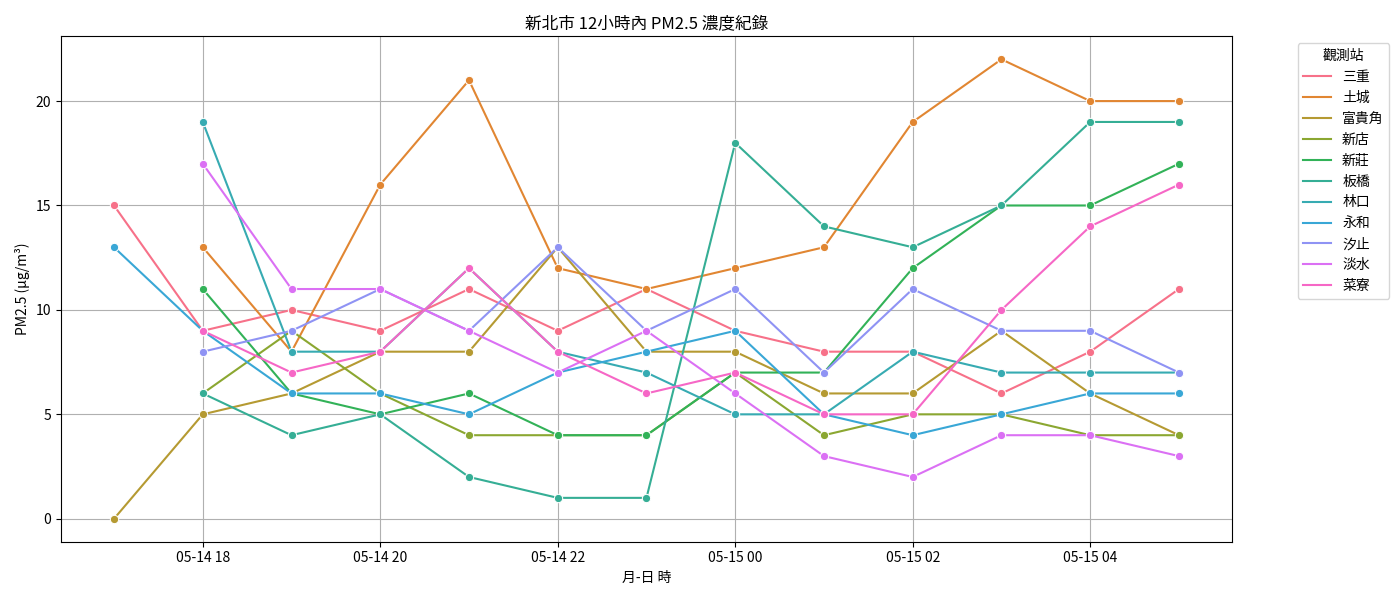 新北市 12小時內 PM2.5 濃度紀錄
PM2.5 (μg/m³)
20
15
10
5
0
05-14 18
05-14 20
05-14 22
05-15 00
05-15 02
05-15 04
月-日 時
觀測站
三重
土城
富貴角
新店
新莊
板橋
林口
永和
汐止
淡水
菜寮